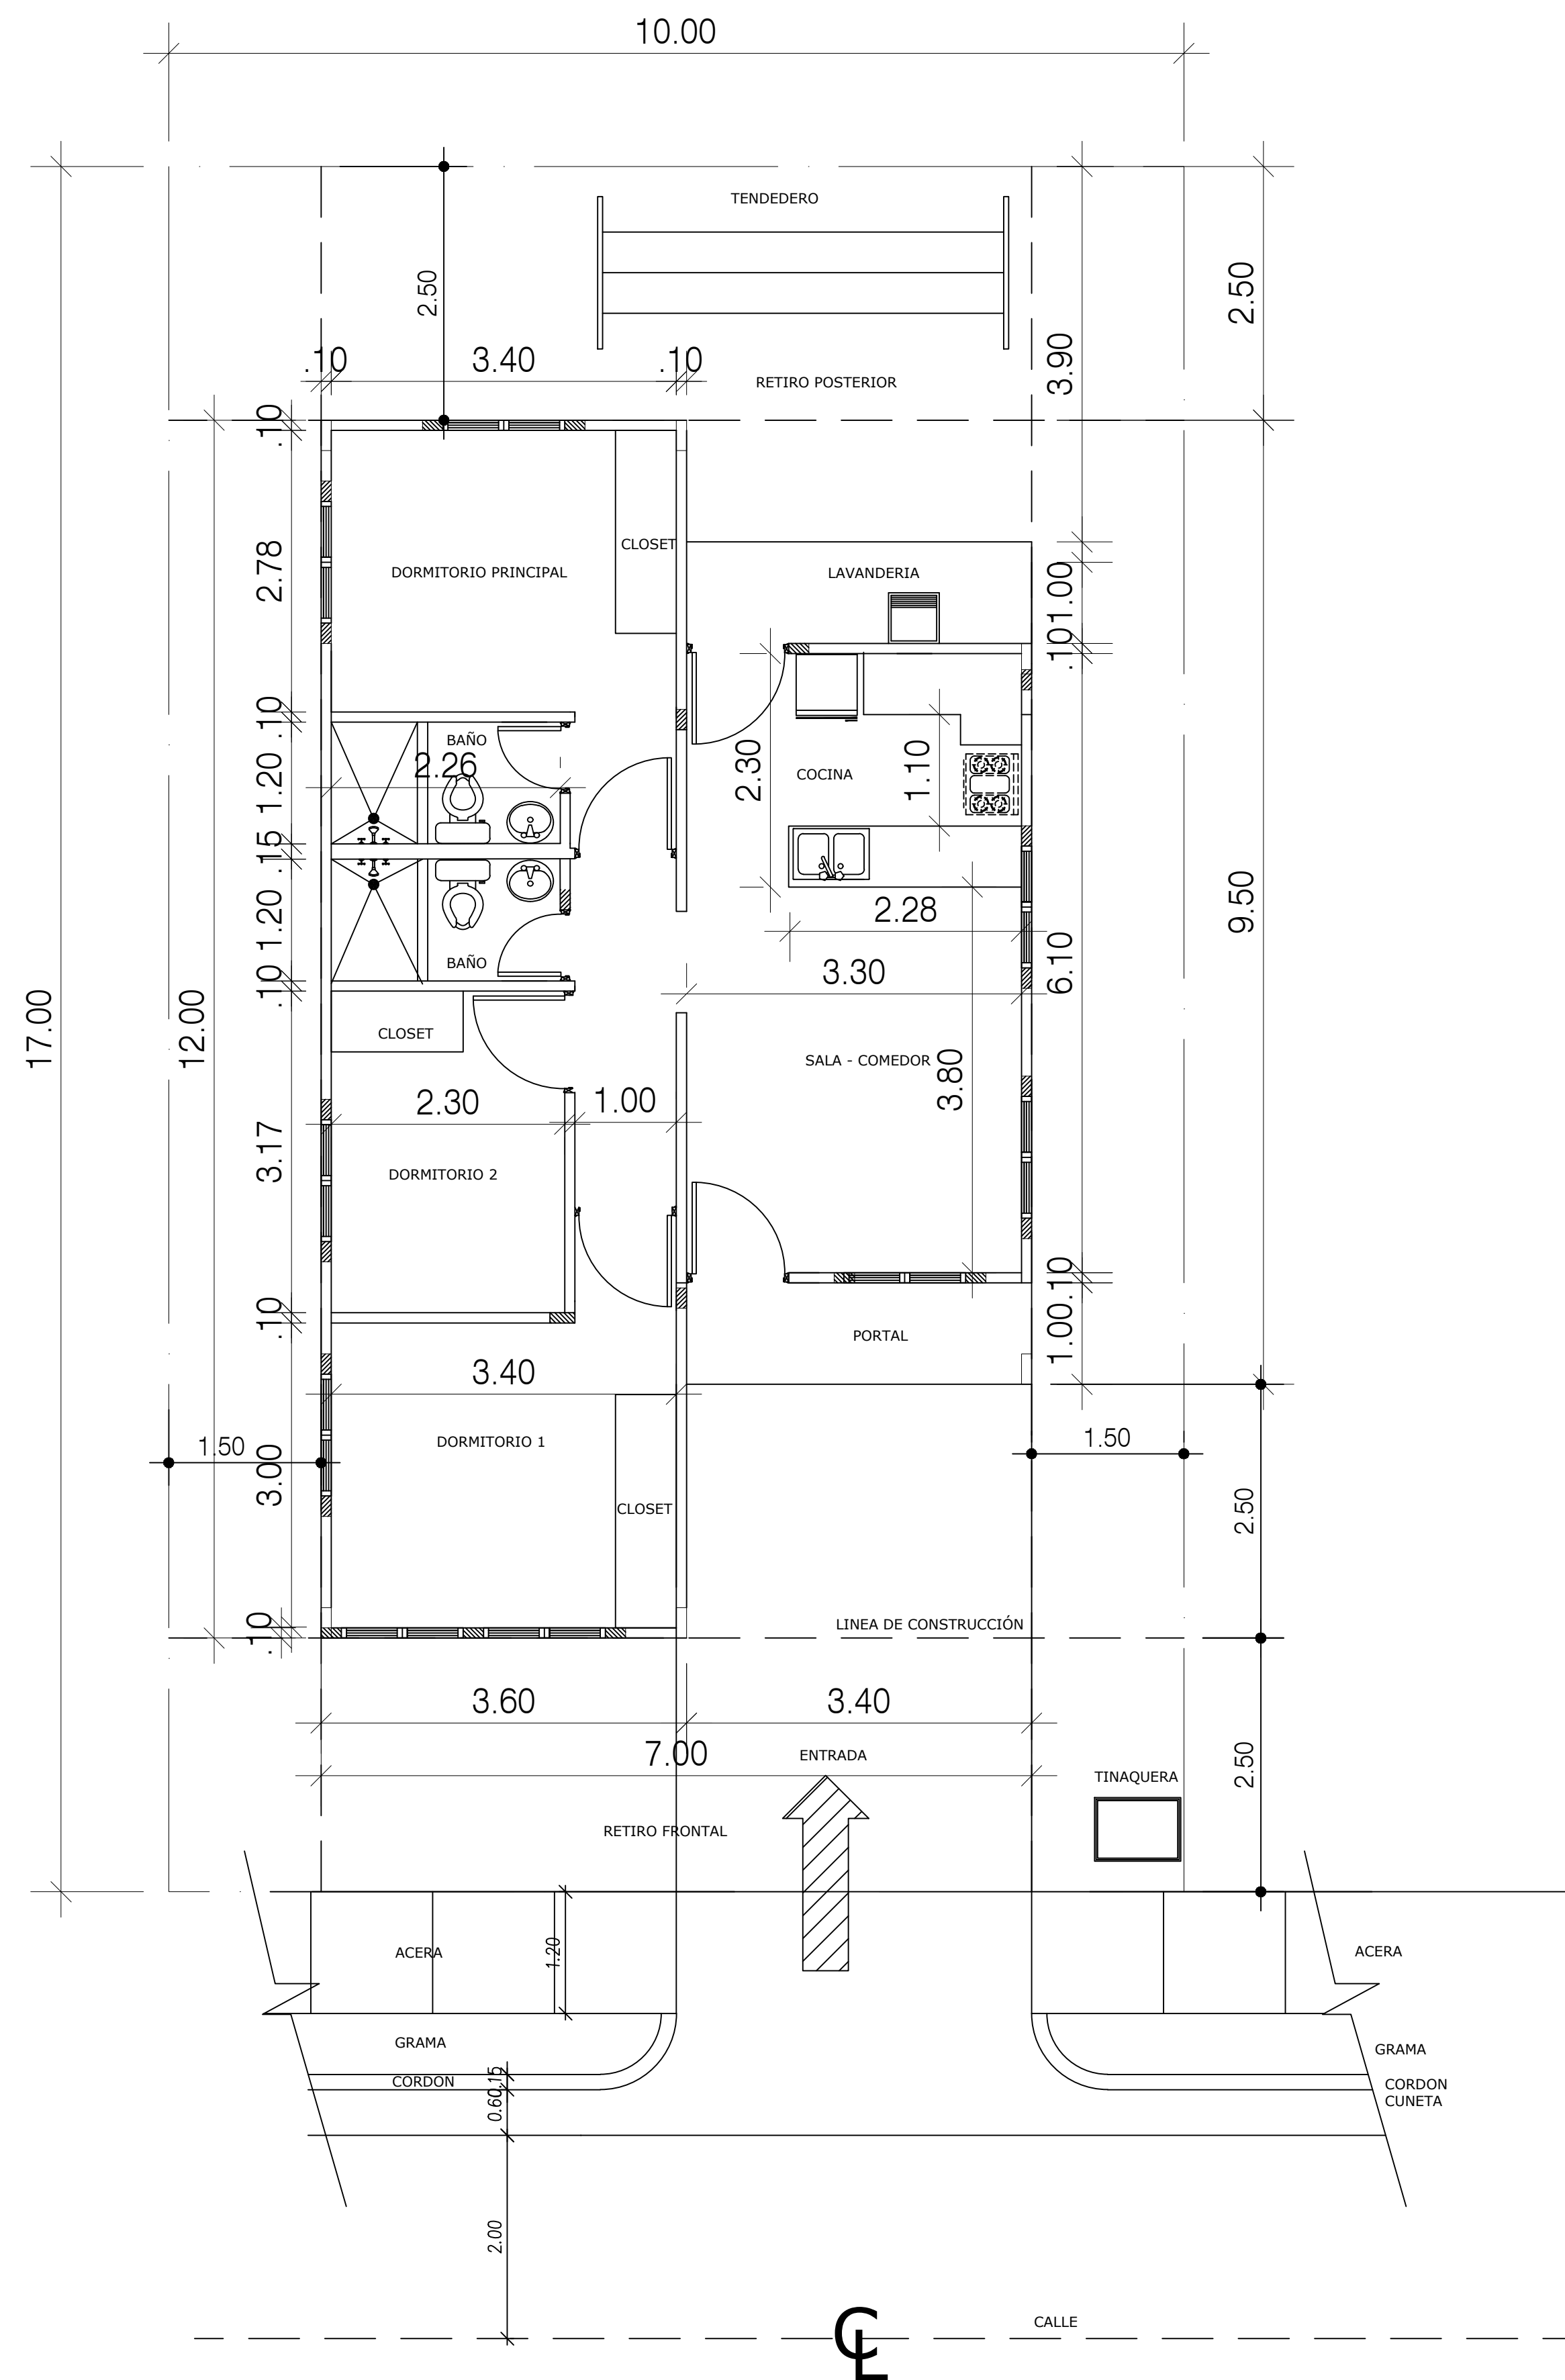 10.00
TENDEDERO
2.50
2.50
3.90
.10
3.40
.10
RETIRO POSTERIOR
.10
CLOSET
DORMITORIO PRINCIPAL
LAVANDERIA
2.78
1.00
.10
.10
BAÑO
2.26
COCINA
2.30
1.10
1.20
.15
1.20
BAÑO
2.28
9.50
3.30
6.10
.10
17.00
12.00
CLOSET
SALA - COMEDOR
3.80
2.30
1.00
3.17
DORMITORIO 2
.10
.10
1.00
PORTAL
3.40
1.50
DORMITORIO 1
1.50
3.00
CLOSET
2.50
LINEA DE CONSTRUCCIÓN
.10
3.60
3.40
7.00
ENTRADA
2.50
TINAQUERA
RETIRO FRONTAL
ACERA
1.20
ACERA
GRAMA
GRAMA
CORDON
.15
0.60
CORDON
CUNETA
2.00
CALLE
CL